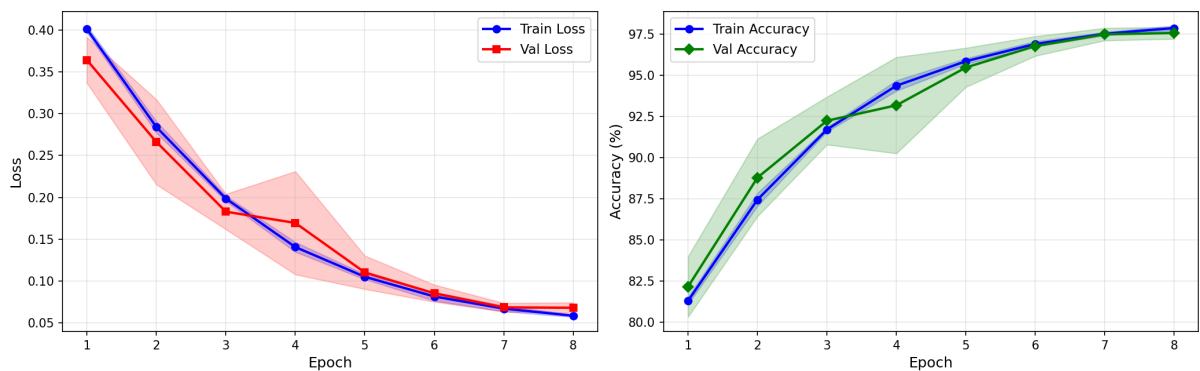 Train Loss
Val Loss
Loss
0.40
0.35
0.30
0.25
0.20
0.15
0.10
0.05
1 2 3 4 5 6 7 8
Epoch
Train Accuracy
Val Accuracy
Accuracy (%)
97.5
95.0
92.5
90.0
87.5
85.0
82.5
80.0
1 2 3 4 5 6 7 8
Epoch